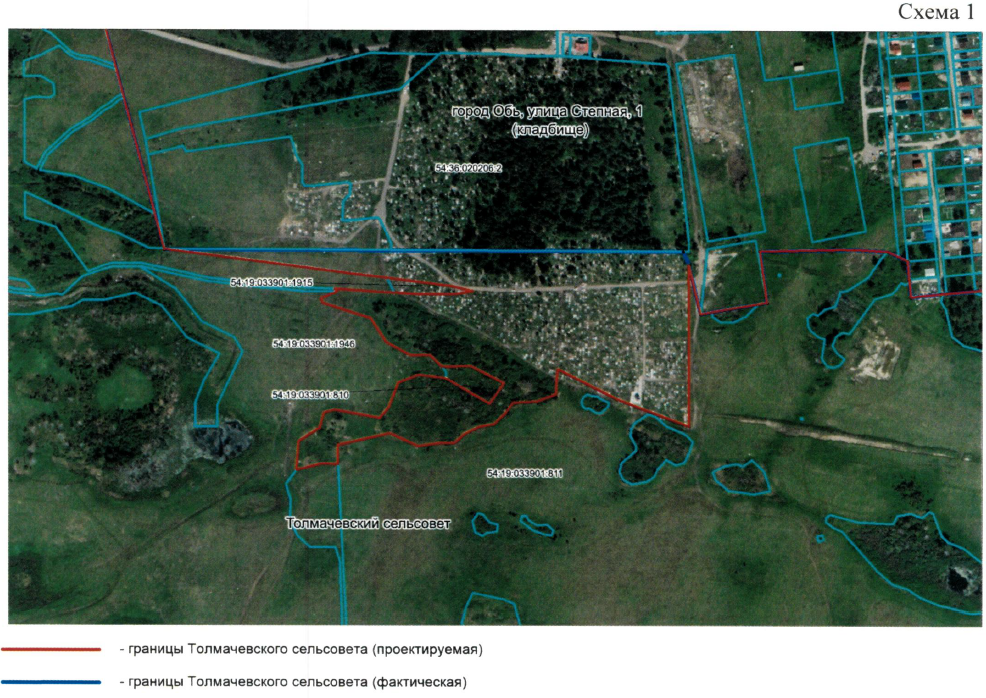 Схема 1
город Обь, улица Степная, 1
(кладбище)
54:36:020206:2
54:19:033901:1915
54:19:033901:1946
54:19:033901:810
54:19:033901:811
Толмачевский сельсовет
- границы Толмачевского сельсовета (проектируемая)
- границы Толмачевского сельсовета (фактическая)